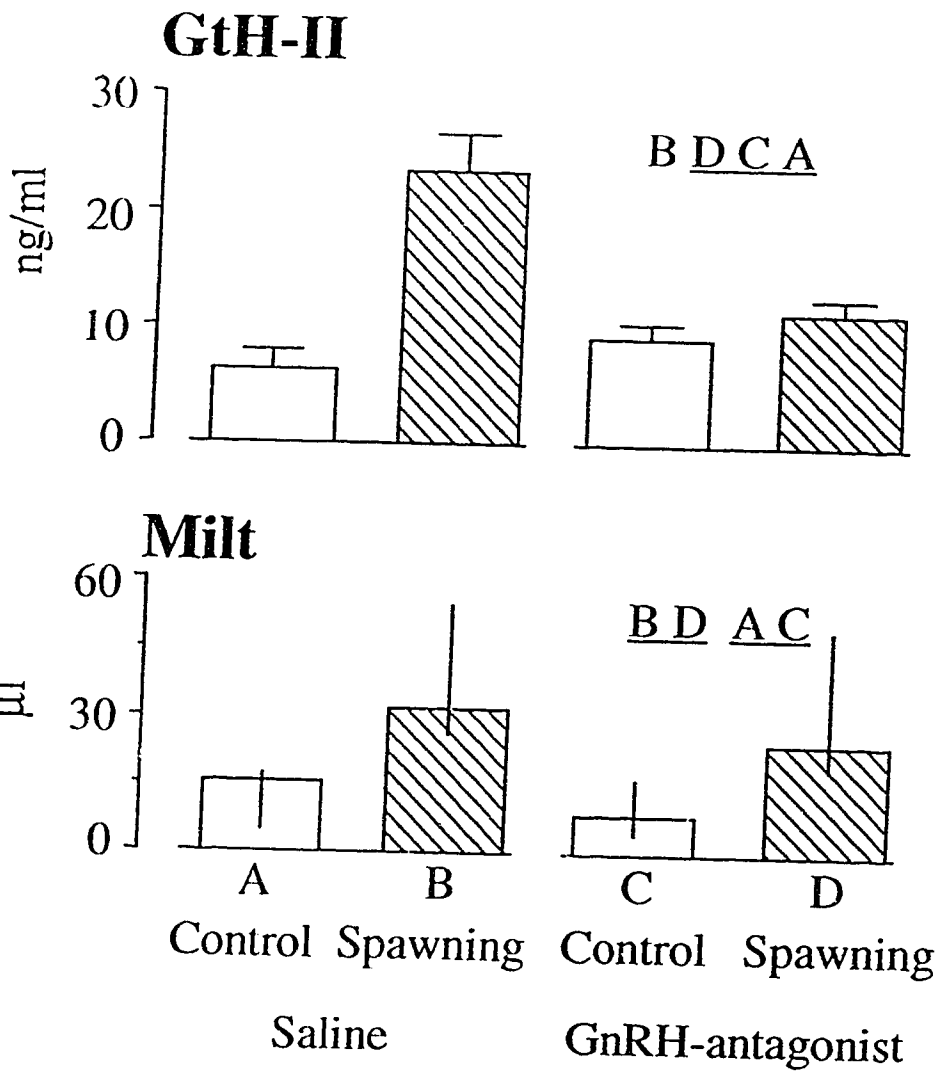 GtH-II
30
20
10
0
ng/ml
B D C A
Milt
60
30
0
µl
B D A C
A B C D
Control Spawning Control Spawning
Saline GnRH-antagonist